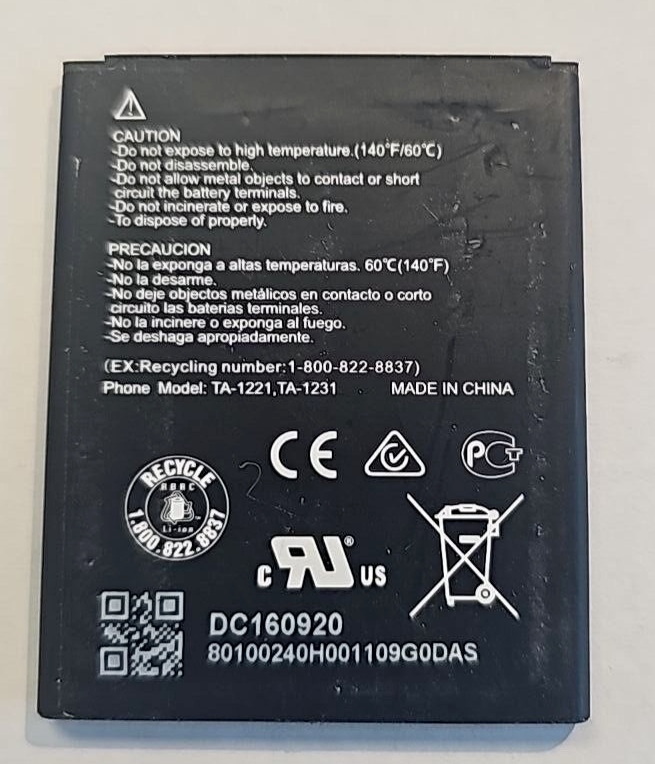 CAUTION
-Do not expose to high temperature.(140°F/60℃)
-Do not disassemble.
-Do not allow metal objects to contact or short
circuit the battery terminals.
-Do not incinerate or expose to fire.
-To dispose of properly.
PRECAUCION
-No la exponga a altas temperaturas. 60℃(140°F)
-No la desarme.
-No deje objectos metálicos en contacto o corto
circuito las baterias terminales.
-No la incinere o exponga al fuego.
-Se deshaga apropiadamente.
(EX:Recycling number:1-800-822-8837)
Phone Model: TA-1221,TA-1231 MADE IN CHINA
CE
PCT
RECYCLE
RBRC
Li-ion
1.800.822.8837
c RU® US
DC160920
80100240H001109G0DAS